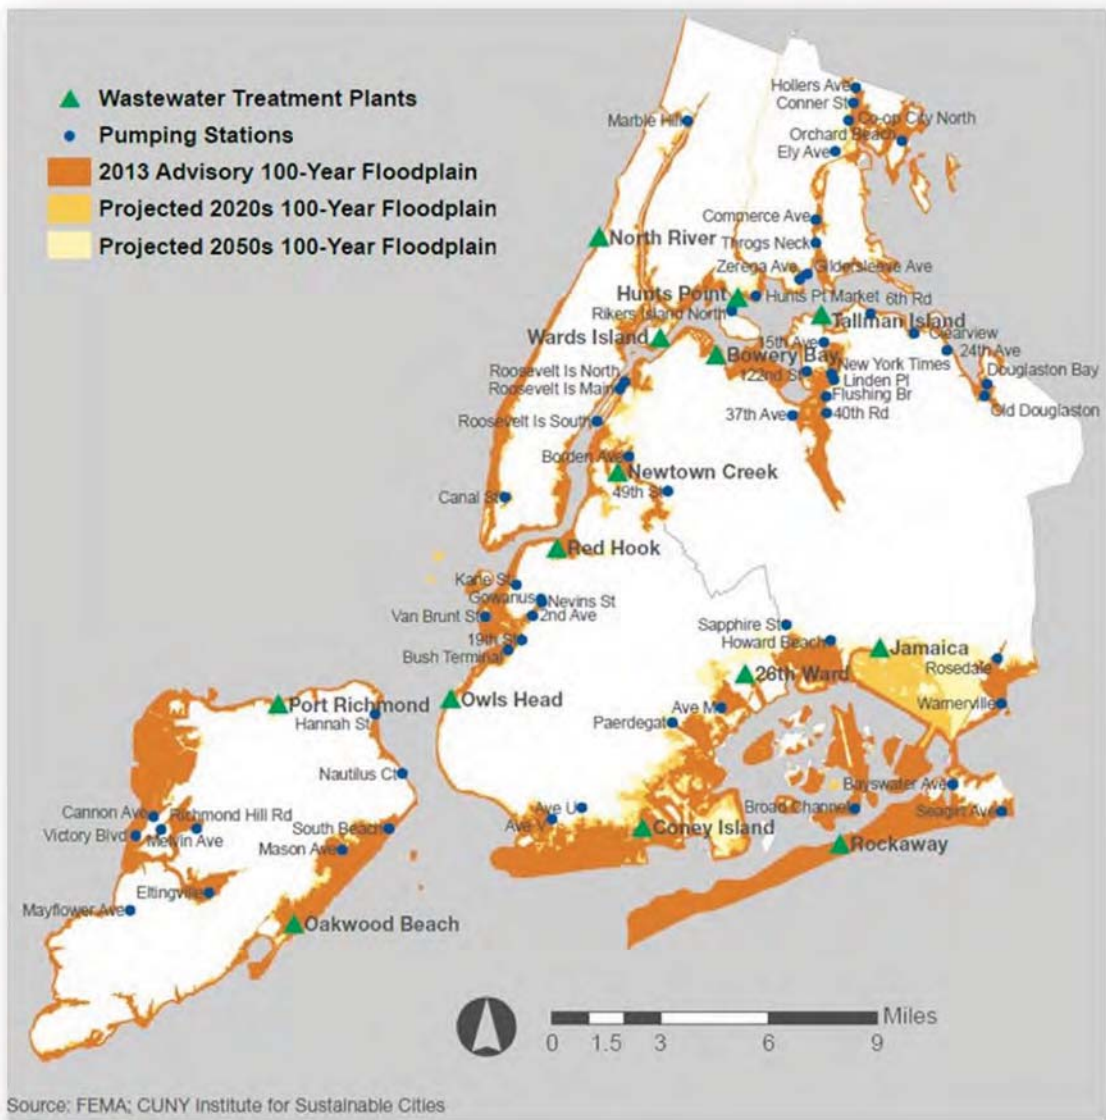 Wastewater Treatment Plants
Pumping Stations
2013 Advisory 100-Year Floodplain
Projected 2020s 100-Year Floodplain
Projected 2050s 100-Year Floodplain
Hollers Ave
Conner St
Co-op City North
Marble Hill
Orchard Beach
Ely Ave
Commerce Ave
North River
Throgs Neck
Zerega Ave
Gildersleeve Ave
Hunts Point
Hunts Pt Market
6th Rd
Rikers Island North
Tallman Island
Clearview
Wards Island
15th Ave
24th Ave
Bowery Bay
New York Times
Roosevelt Is North
122nd St
Linden Pl
Douglaston Bay
Roosevelt Is Main
Flushing Br
Old Douglaston
Roosevelt Is South
37th Ave
40th Rd
Borden Ave
Newtown Creek
49th St
Canal St
Red Hook
Kane St
Gowanus
Nevins St
Van Brunt St
2nd Ave
Sapphire St
19th St
Howard Beach
Jamaica
Bush Terminal
Rosedale
26th Ward
Owls Head
Port Richmond
Ave M
Warnerville
Hannah St
Paerdegat
Nautilus Ct
Bayswater Ave
Cannon Ave
Richmond Hill Rd
Ave U
Broad Channel
Seagirt Ave
Victory Blvd
Melvin Ave
South Beach
Ave V
Coney Island
Mason Ave
Rockaway
Eltingville
Mayflower Ave
Oakwood Beach
Miles
0 1.5 3 6 9
Source: FEMA; CUNY Institute for Sustainable Cities